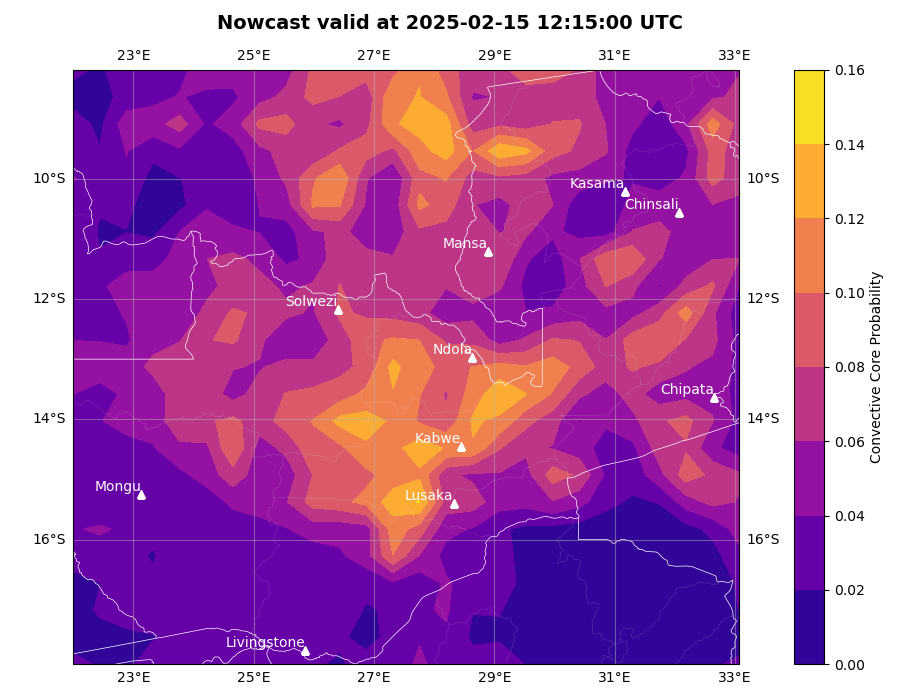 Nowcast valid at 2025-02-15 12:15:00 UTC
23°E 25°E 27°E 29°E 31°E 33°E
0.16
0.14
0.12
0.10
0.08
0.06
0.04
0.02
0.00
Convective Core Probability
10°S 10°S
12°S 12°S
14°S 14°S
16°S 16°S
Kasama
Chinsali
Mansa
Solwezi
Ndola
Chipata
Kabwe
Mongu
Lusaka
Livingstone
23°E 25°E 27°E 29°E 31°E 33°E